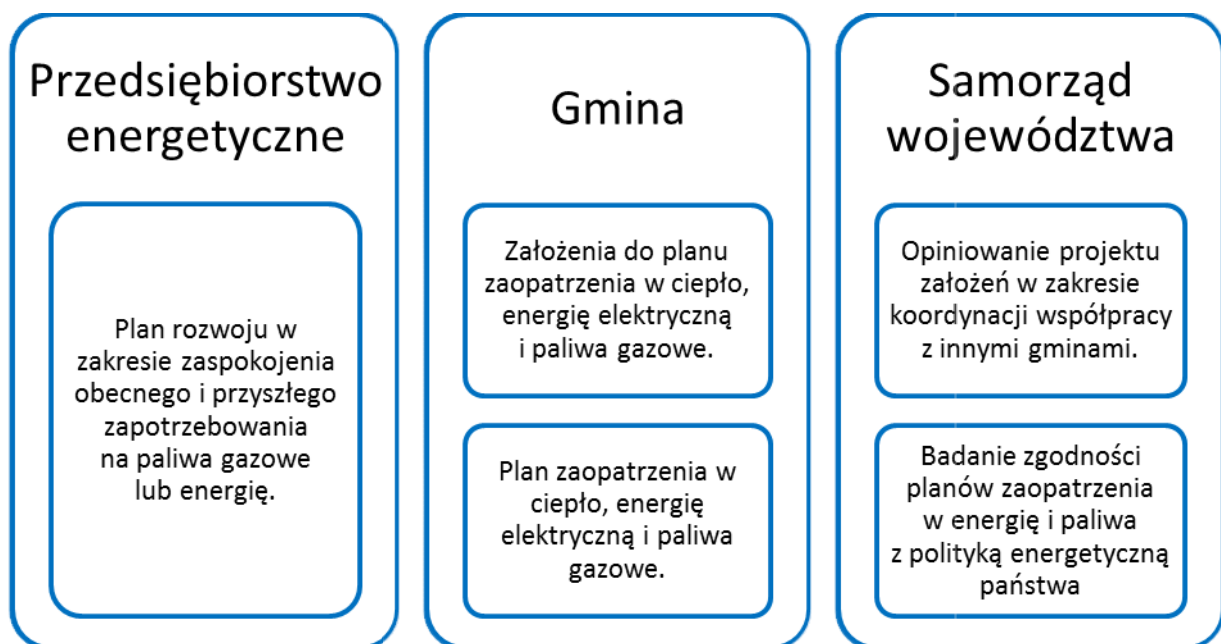 Przedsiębiorstwo
energetyczne
Plan rozwoju w
zakresie zaspokojenia
obecnego i przyszłego
zapotrzebowania
na paliwa gazowe
lub energię.
Gmina
Założenia do planu
zaopatrzenia w ciepło,
energię elektryczną
i paliwa gazowe.
Plan zaopatrzenia w
ciepło, energię
elektryczną i paliwa
gazowe.
Samorząd
województwa
Opiniowanie projektu
założeń w zakresie
koordynacji współpracy
z innymi gminami.
Badanie zgodności
planów zaopatrzenia
w energię i paliwa
z polityką energetyczną
państwa